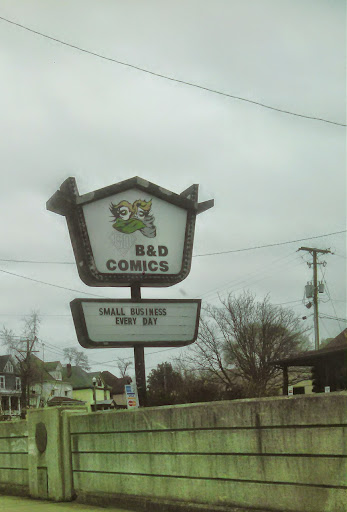 B&D
COMICS
SMALL BUSINESS
EVERY DAY